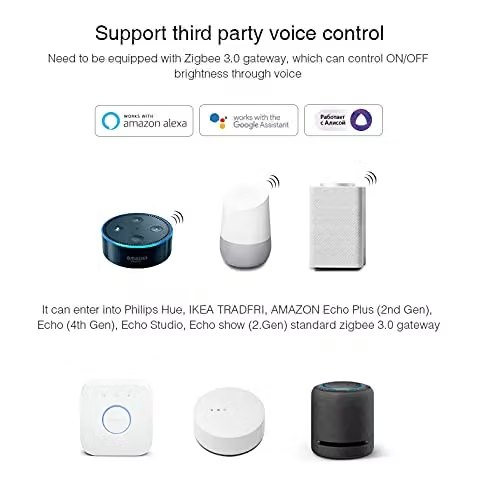 Support third party voice control
Need to be equipped with Zigbee 3.0 gateway, which can control ON/OFF
brightness through voice
WORKS WITH
amazon alexa
works with the
Google Assistant
Работает
с Алисой
amazon
It can enter into Philips Hue, IKEA TRADFRI, AMAZON Echo Plus (2nd Gen),
Echo (4th Gen), Echo Studio, Echo show (2.Gen) standard zigbee 3.0 gateway